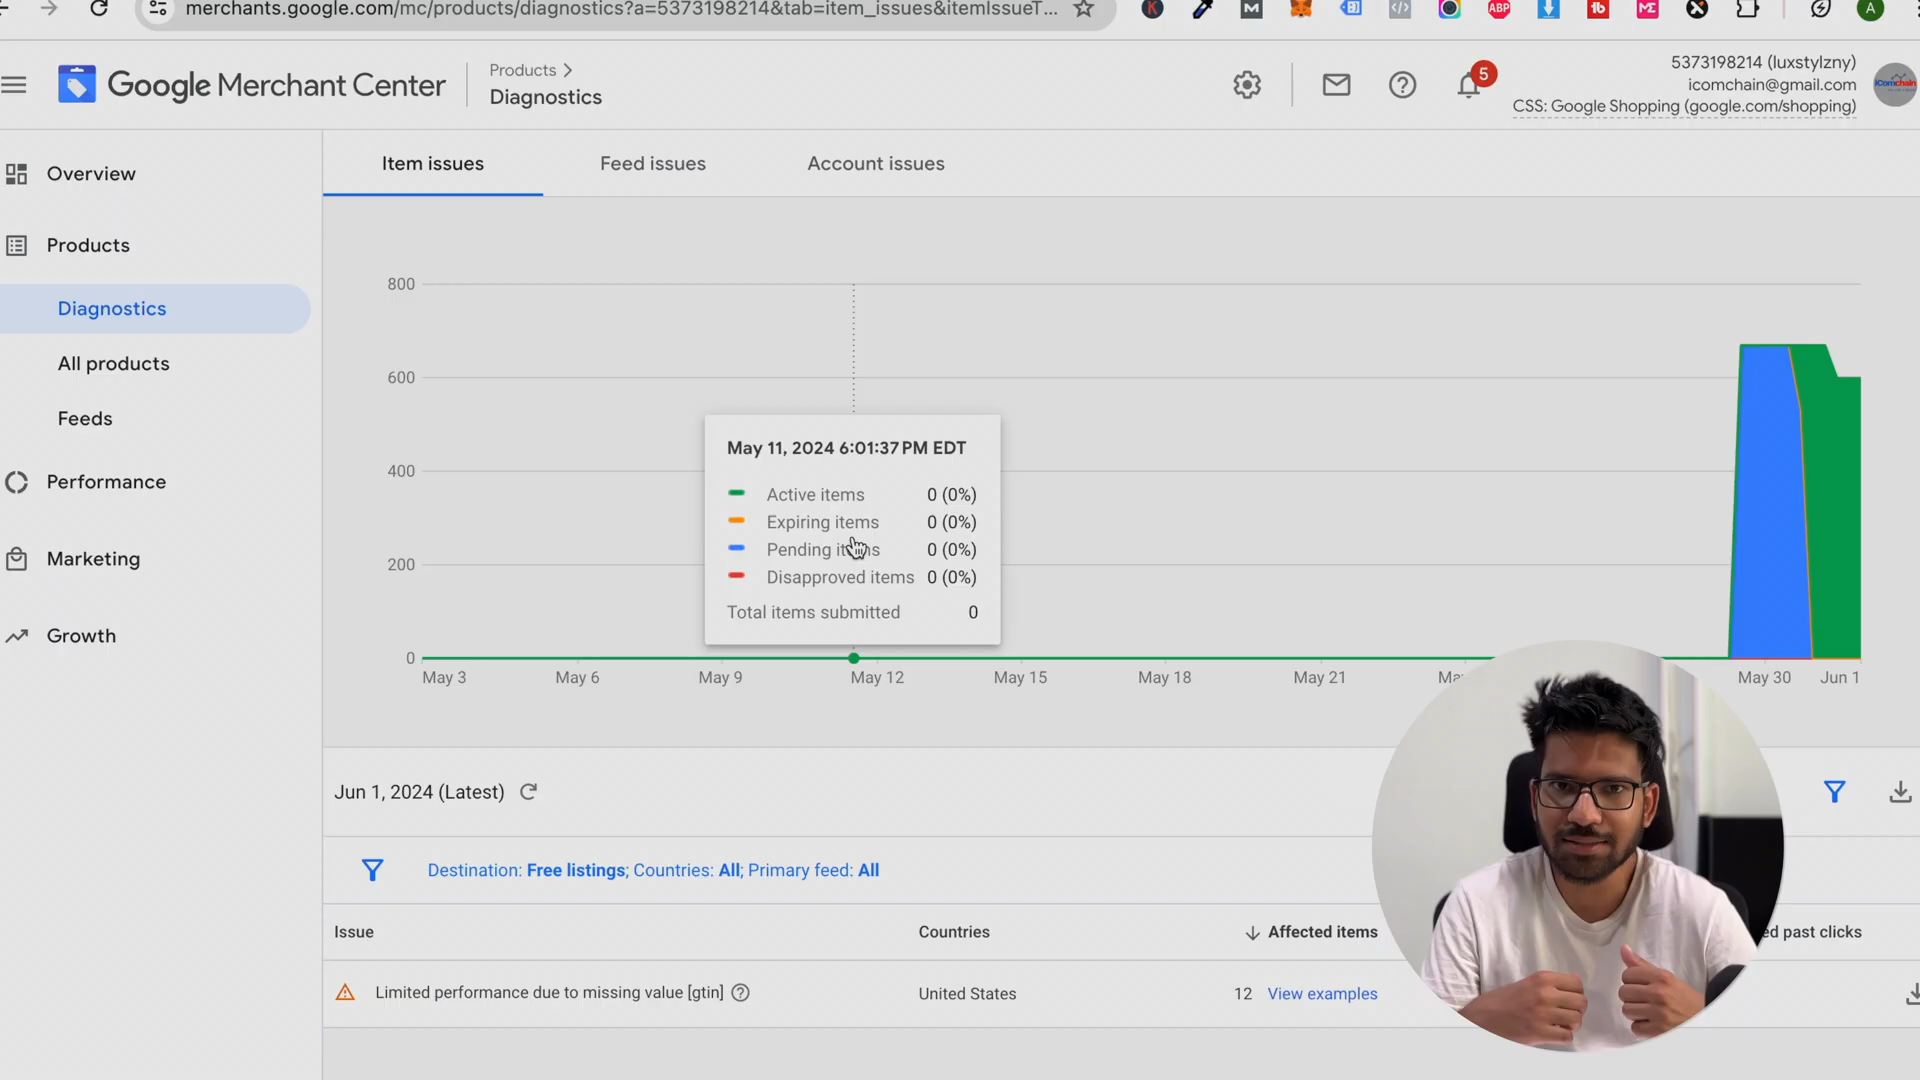 merchants.google.com/mc/products/diagnostics?a=5373198214&tab=item_issues&itemIssueT...
K
M
ABP
A
Google Merchant Center
Products
Diagnostics
5
5373198214 (luxstylzny)
icomchain@gmail.com
CSS: Google Shopping (google.com/shopping)
iComchain
Overview
Products
Diagnostics
All products
Feeds
Performance
Marketing
Growth
Item issues
Feed issues
Account issues
800
600
400
200
0
May 11, 2024 6:01:37 PM EDT
Active items 0 (0%)
Expiring items 0 (0%)
Pending items 0 (0%)
Disapproved items 0 (0%)
Total items submitted 0
May 3 May 6 May 9 May 12 May 15 May 18 May 21 May 30 Jun 1
Jun 1, 2024 (Latest)
Destination: Free listings; Countries: All; Primary feed: All
Issue Countries Affected items past clicks
Limited performance due to missing value [gtin] United States 12 View examples